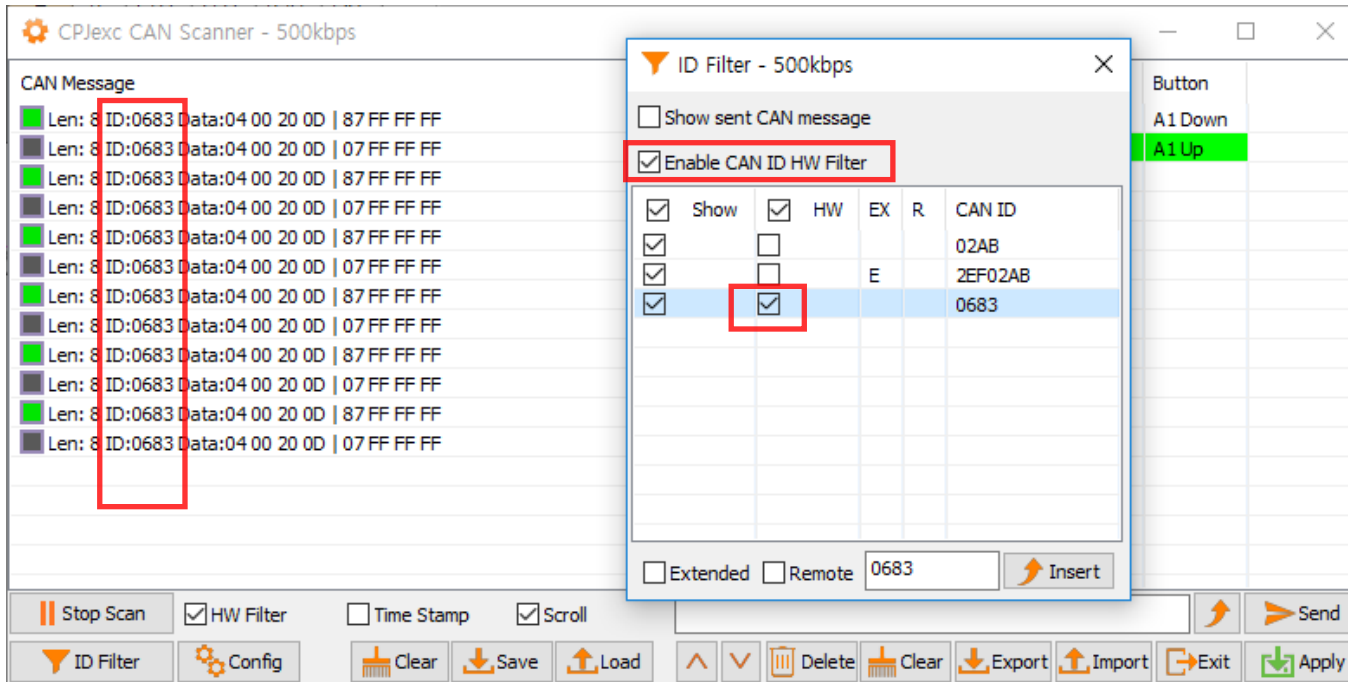 CPJexc CAN Scanner - 500kbps
CAN Message
Button
Len: 8 ID:0683 Data:04 00 20 0D | 87 FF FF FF
A1 Down
Len: 8 ID:0683 Data:04 00 20 0D | 07 FF FF FF
A1 Up
Len: 8 ID:0683 Data:04 00 20 0D | 87 FF FF FF
Len: 8 ID:0683 Data:04 00 20 0D | 07 FF FF FF
Len: 8 ID:0683 Data:04 00 20 0D | 87 FF FF FF
Len: 8 ID:0683 Data:04 00 20 0D | 07 FF FF FF
Len: 8 ID:0683 Data:04 00 20 0D | 87 FF FF FF
Len: 8 ID:0683 Data:04 00 20 0D | 07 FF FF FF
Len: 8 ID:0683 Data:04 00 20 0D | 87 FF FF FF
Len: 8 ID:0683 Data:04 00 20 0D | 07 FF FF FF
Len: 8 ID:0683 Data:04 00 20 0D | 87 FF FF FF
Len: 8 ID:0683 Data:04 00 20 0D | 07 FF FF FF
ID Filter - 500kbps
Show sent CAN message
Enable CAN ID HW Filter
Show HW EX R CAN ID
02AB
E 2EF02AB
0683
Extended Remote 0683 Insert
Stop Scan HW Filter Time Stamp Scroll Send
ID Filter Config Clear Save Load Delete Clear Export Import Exit Apply